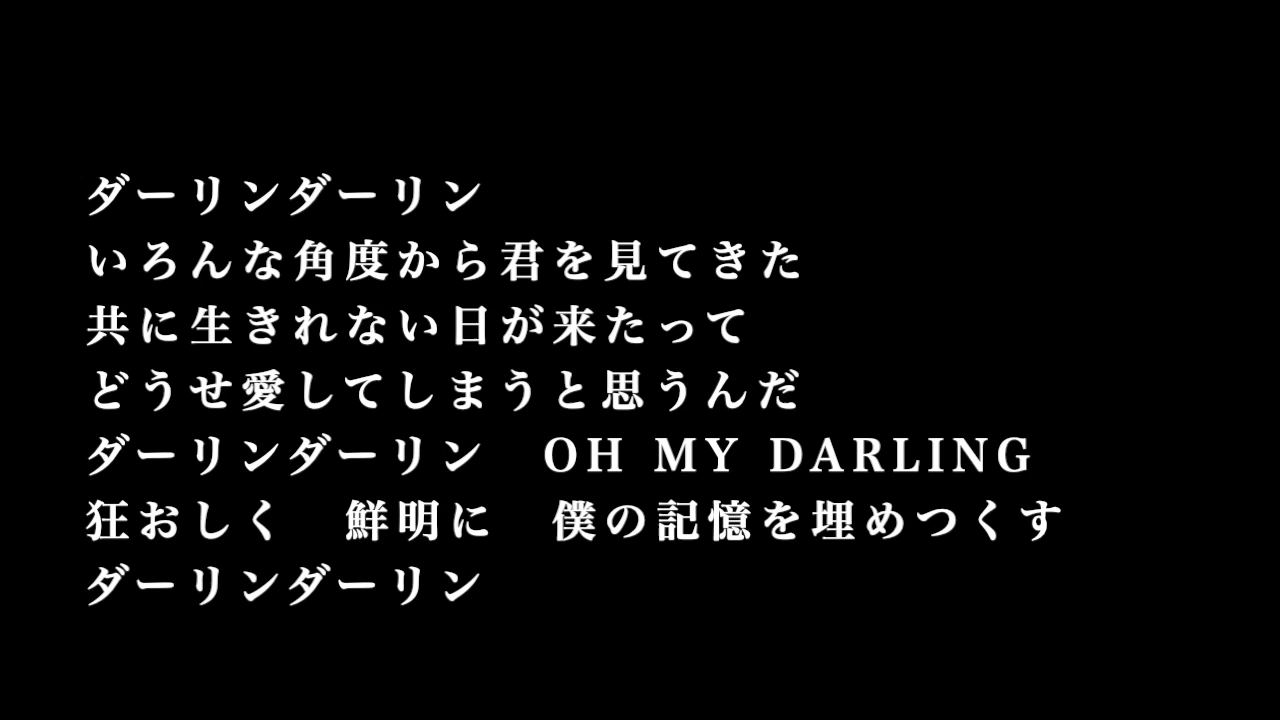 ダーリンダーリン
いろんな角度から君を見てきた
共に生きれない日が来たって
どうせ愛してしまうと思うんだ
ダーリンダーリン　OH MY DARLING
狂おしく　鮮明に　僕の記憶を埋めつくす
ダーリンダーリン